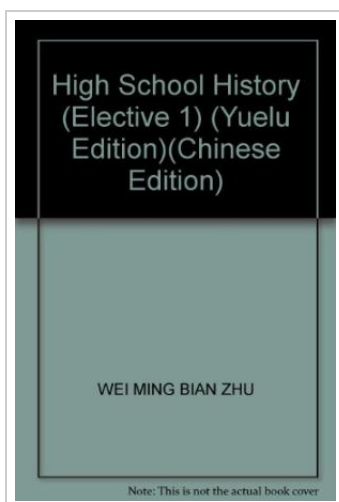 High School History
(Elective 1) (Yuelu
Edition)(Chinese
Edition)
WEI MING BIAN ZHU
Note: This is not the actual book cover